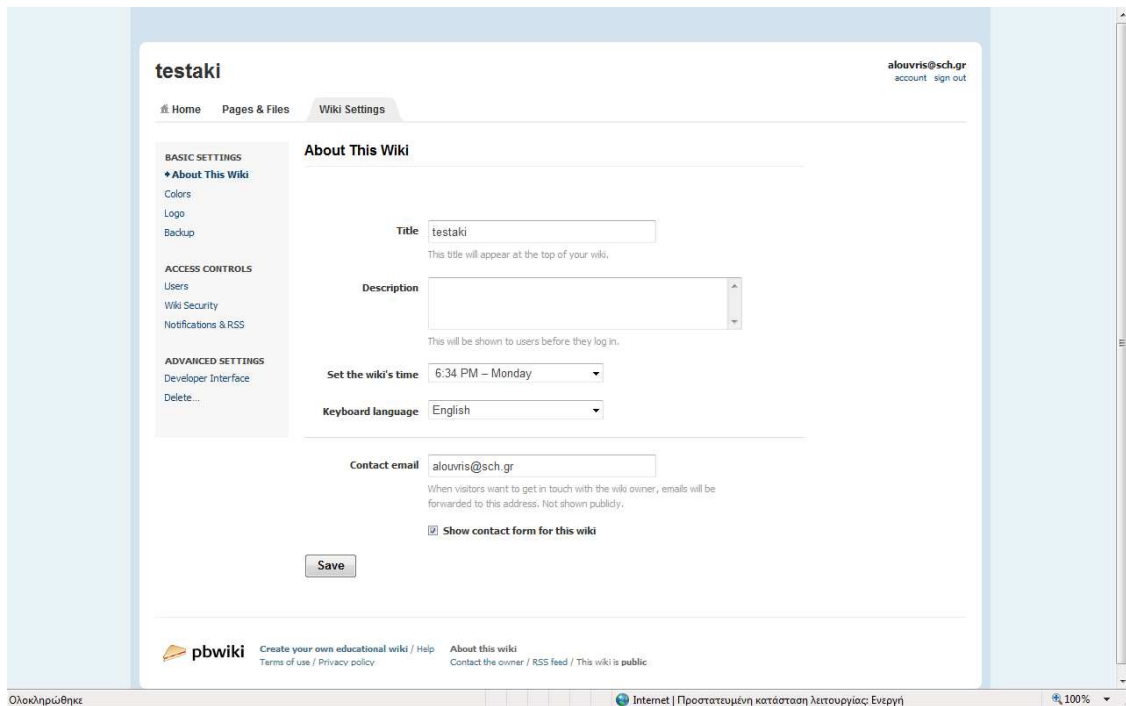 testaki
alouvris@sch.gr
account sign out
Home Pages & Files Wiki Settings
BASIC SETTINGS
About This Wiki
Colors
Logo
Backup
ACCESS CONTROLS
Users
Wiki Security
Notifications & RSS
ADVANCED SETTINGS
Developer Interface
Delete...
About This Wiki
Title testaki
This title will appear at the top of your wiki.
Description
This will be shown to users before they log in.
Set the wiki's time 6:34 PM – Monday
Keyboard language English
Contact email alouvris@sch.gr
When visitors want to get in touch with the wiki owner, emails will be
forwarded to this address. Not shown publicly.
Show contact form for this wiki
Save
pbwiki
Create your own educational wiki / Help
Terms of use / Privacy policy
About this wiki
Contact the owner / RSS feed / This wiki is public
Ολοκληρώθηκε Internet | Προστατευμένη κατάσταση λειτουργίας: Ενεργή 100%